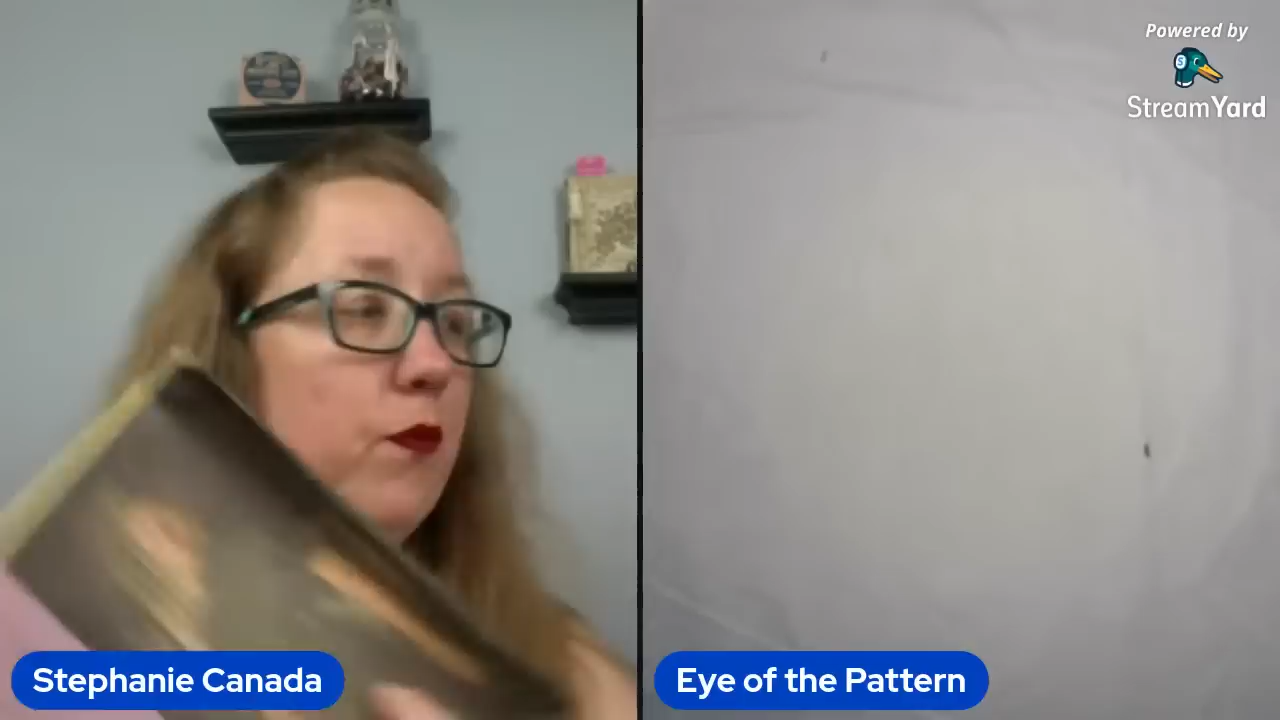 Powered by
StreamYard
Stephanie Canada
Eye of the Pattern